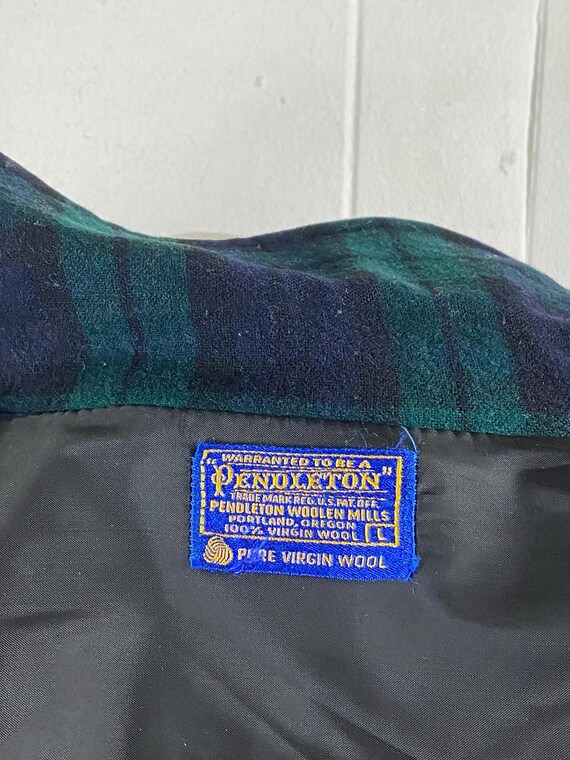 "WARRANTED TO BE A
PENDLETON"
TRADE MARK REG. U.S. PAT. OFF.
PENDLETON WOOLEN MILLS
PORTLAND, OREGON
100% VIRGIN WOOL L
PURE VIRGIN WOOL